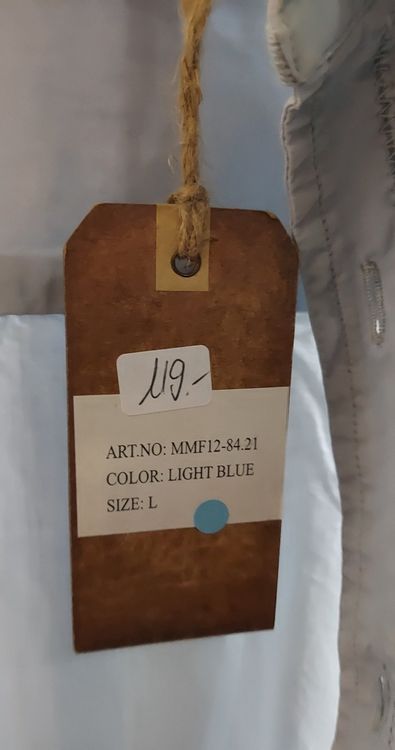 119.-
ART.NO: MMF12-84.21
COLOR: LIGHT BLUE
SIZE: L